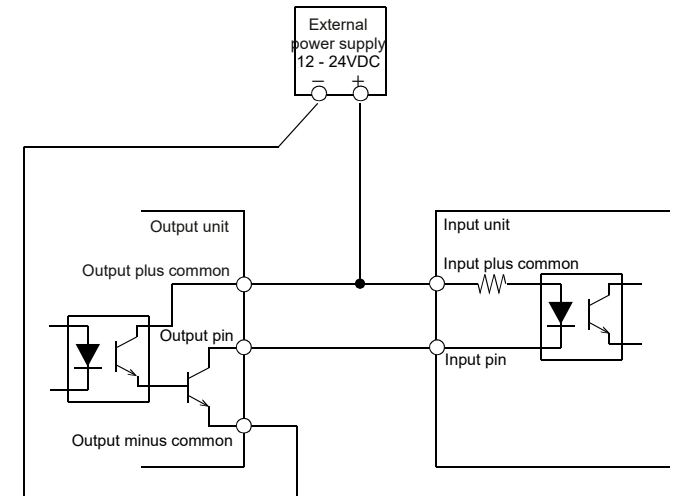 External
power supply
12 - 24VDC
− +
Output unit
Input unit
Output plus common
Input plus common
Output pin
Input pin
Output minus common